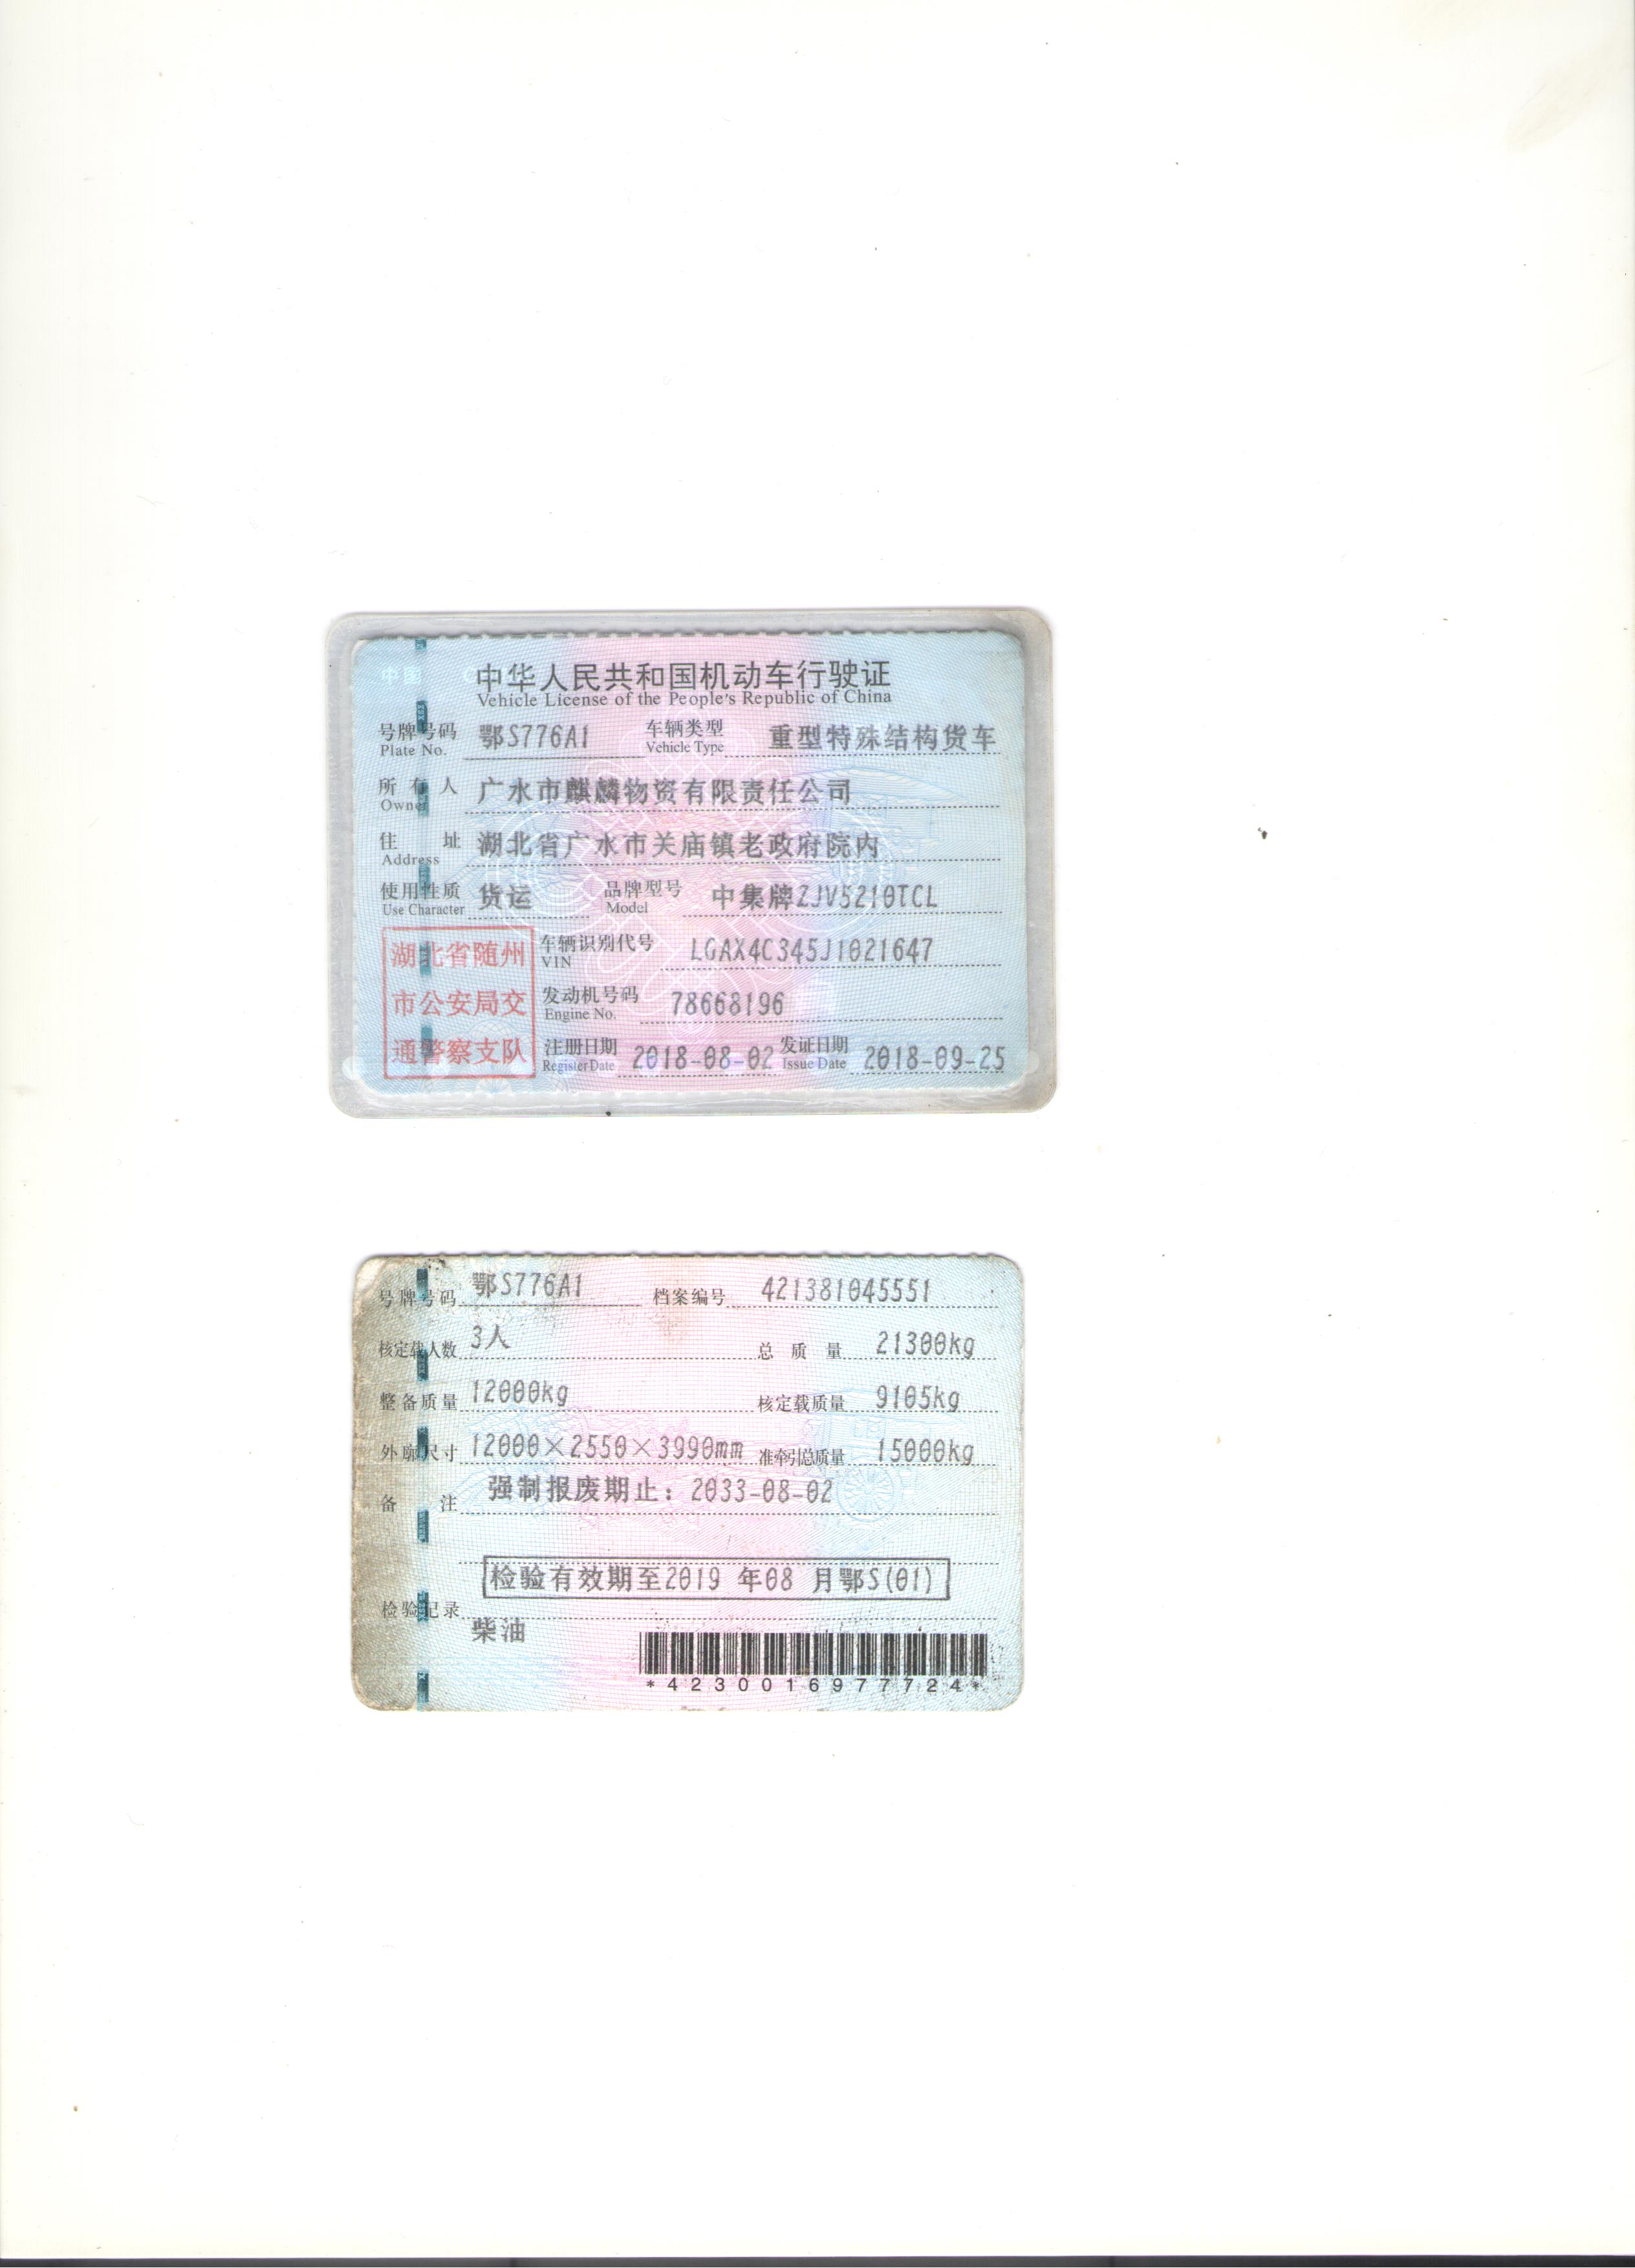 中国
中华人民共和国机动车行驶证
Vehicle License of the People's Republic of China
号牌号码 鄂S776A1 车辆类型 重型特殊结构货车
Plate No. Vehicle Type
所有人 广水市麒麟物资有限责任公司
Owner
住址 湖北省广水市关庙镇老政府院内
Address
使用性质 货运 品牌型号 中集牌ZJV5210TCL
Use Character Model
湖北省随州
市公安局交
通警察支队
车辆识别代号 LGAX4C345J1021647
VIN
发动机号码 78668196
Engine No.
注册日期 2018-08-02 发证日期 2018-09-25
Register Date Issue Date
号牌号码 鄂S776A1 档案编号 421381045551
核定载人数 3人 总质量 21300kg
整备质量 12000kg 核定载质量 9105kg
外廓尺寸 12000×2550×3990mm 准牵引总质量 15000kg
备注 强制报废期止：2033-08-02
检验有效期至2019 年08 月鄂S(01)
检验记录
柴油
*4230016977724*